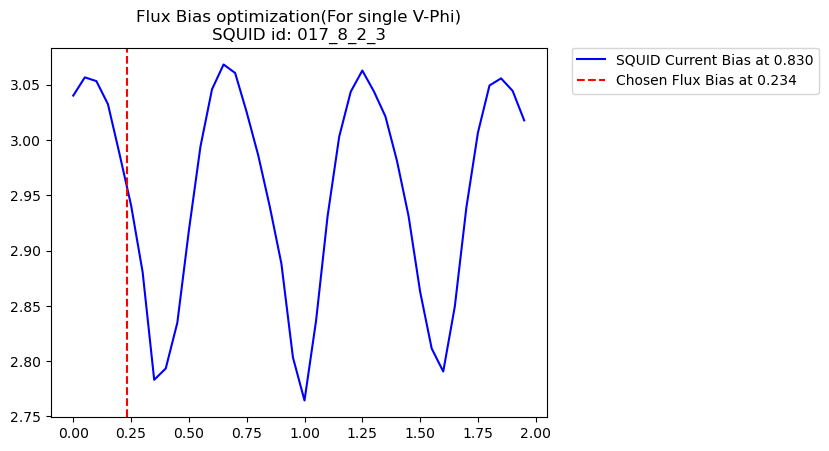 Flux Bias optimization(For single V-Phi)
SQUID id: 017_8_2_3
SQUID Current Bias at 0.830
Chosen Flux Bias at 0.234
3.05
3.00
2.95
2.90
2.85
2.80
2.75
0.00 0.25 0.50 0.75 1.00 1.25 1.50 1.75 2.00